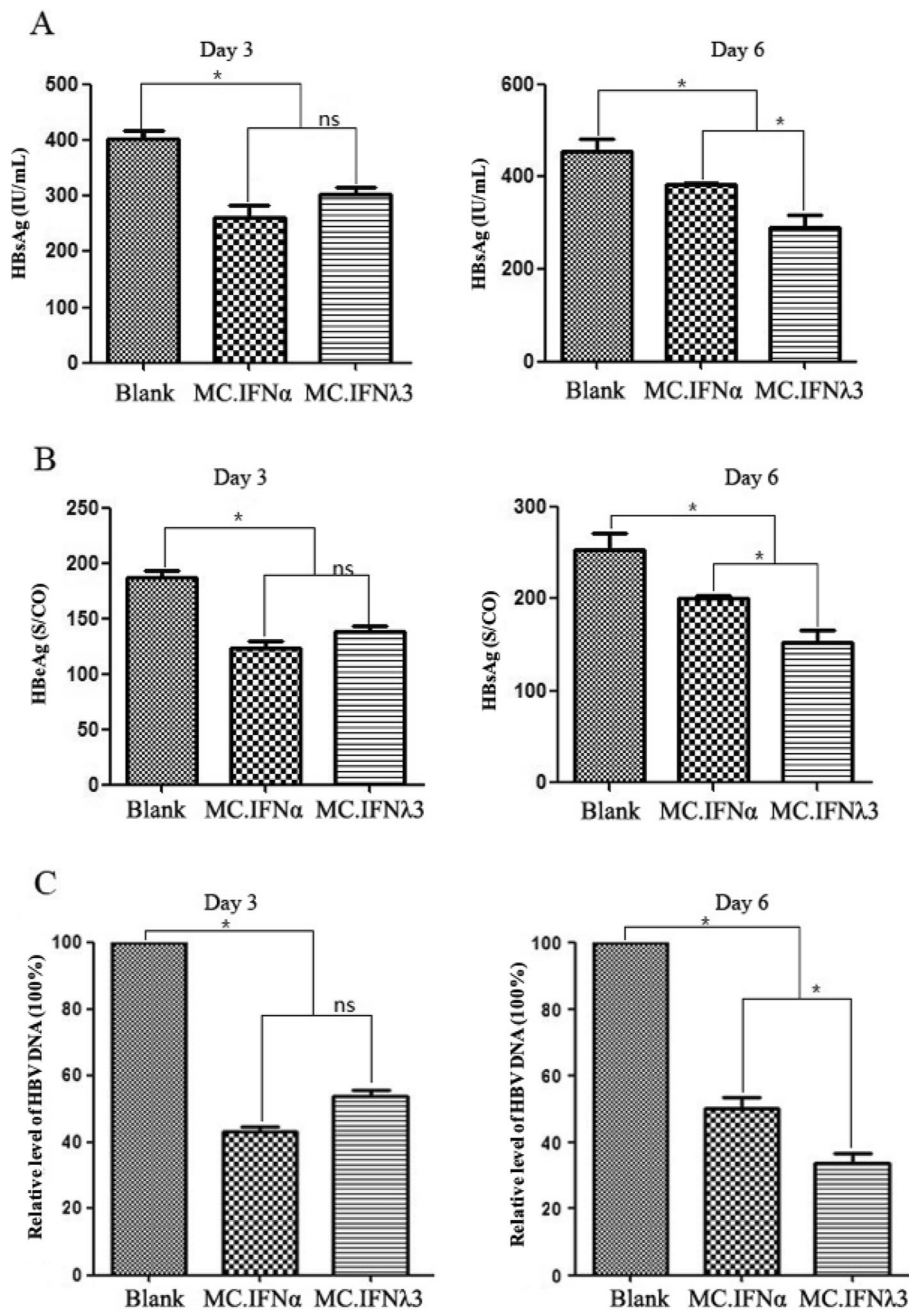 A
Day 3
*
ns
HBsAg (IU/mL)
500
400
300
200
100
0
Blank MC.IFNα MC.IFNλ3
Day 6
*
*
HBsAg (IU/mL)
600
400
200
0
Blank MC.IFNα MC.IFNλ3
B
Day 3
*
ns
HBeAg (S/CO)
250
200
150
100
50
0
Blank MC.IFNα MC.IFNλ3
Day 6
*
*
HBsAg (S/CO)
300
200
100
0
Blank MC.IFNα MC.IFNλ3
C
Day 3
*
ns
Relative level of HBV DNA (100%)
100
80
60
40
20
0
Blank MC.IFNα MC.IFNλ3
Day 6
*
*
Relative level of HBV DNA (100%)
100
80
60
40
20
0
Blank MC.IFNα MC.IFNλ3